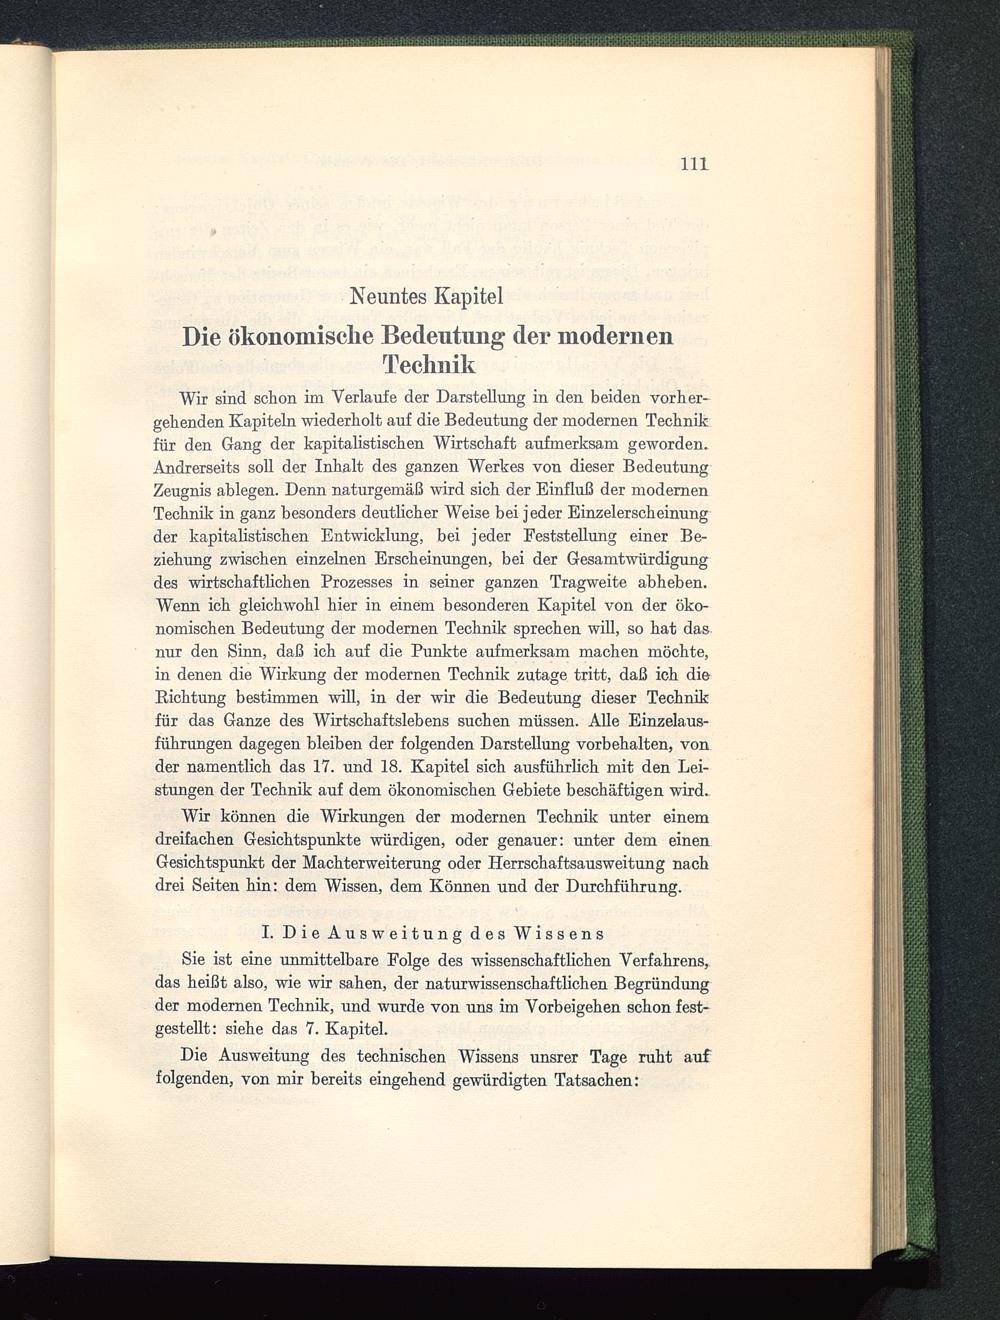 111
Neuntes Kapitel
Die ökonomische Bedeutung der modernen
Technik
Wir sind schon im Verlaufe der Darstellung in den beiden vorher-
gehenden Kapiteln wiederholt auf die Bedeutung der modernen Technik
für den Gang der kapitalistischen Wirtschaft aufmerksam geworden.
Andrerseits soll der Inhalt des ganzen Werkes von dieser Bedeutung
Zeugnis ablegen. Denn naturgemäß wird sich der Einfluß der modernen
Technik in ganz besonders deutlicher Weise bei jeder Einzelerscheinung
der kapitalistischen Entwicklung, bei jeder Feststellung einer Be-
ziehung zwischen einzelnen Erscheinungen, bei der Gesamtwürdigung
des wirtschaftlichen Prozesses in seiner ganzen Tragweite abheben.
Wenn ich gleichwohl hier in einem besonderen Kapitel von der öko-
nomischen Bedeutung der modernen Technik sprechen will, so hat das
nur den Sinn, daß ich auf die Punkte aufmerksam machen möchte,
in denen die Wirkung der modernen Technik zutage tritt, daß ich die
Richtung bestimmen will, in der wir die Bedeutung dieser Technik
für das Ganze des Wirtschaftslebens suchen müssen. Alle Einzelaus-
führungen dagegen bleiben der folgenden Darstellung vorbehalten, von
der namentlich das 17. und 18. Kapitel sich ausführlich mit den Lei-
stungen der Technik auf dem ökonomischen Gebiete beschäftigen wird.
Wir können die Wirkungen der modernen Technik unter einem
dreifachen Gesichtspunkte würdigen, oder genauer: unter dem einen
Gesichtspunkt der Machterweiterung oder Herrschaftsausweitung nach
drei Seiten hin: dem Wissen, dem Können und der Durchführung.
I. Die Ausweitung des Wissens
Sie ist eine unmittelbare Folge des wissenschaftlichen Verfahrens,
das heißt also, wie wir sahen, der naturwissenschaftlichen Begründung
der modernen Technik, und wurde von uns im Vorbeigehen schon fest-
gestellt: siehe das 7. Kapitel.
Die Ausweitung des technischen Wissens unsrer Tage ruht auf
folgenden, von mir bereits eingehend gewürdigten Tatsachen: